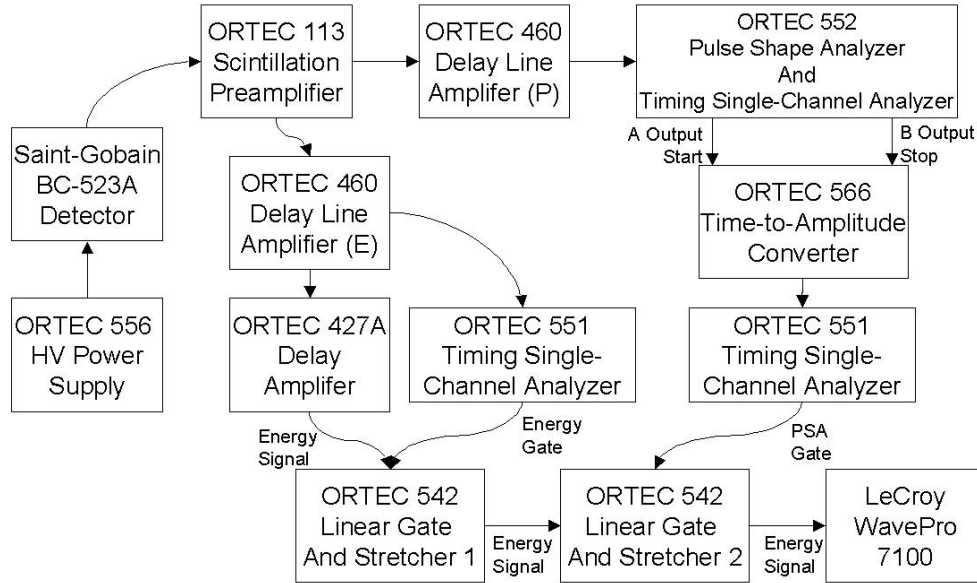 ORTEC 113
Scintillation
Preamplifier
ORTEC 460
Delay Line
Amplifer (P)
ORTEC 552
Pulse Shape Analyzer
And
Timing Single-Channel Analyzer
A Output
Start
B Output
Stop
Saint-Gobain
BC-523A
Detector
ORTEC 460
Delay Line
Amplifier (E)
ORTEC 566
Time-to-Amplitude
Converter
ORTEC 556
HV Power
Supply
ORTEC 427A
Delay
Amplifer
ORTEC 551
Timing Single-
Channel Analyzer
ORTEC 551
Timing Single-
Channel Analyzer
Energy
Signal
Energy
Gate
PSA
Gate
ORTEC 542
Linear Gate
And Stretcher 1
Energy
Signal
ORTEC 542
Linear Gate
And Stretcher 2
Energy
Signal
LeCroy
WavePro
7100